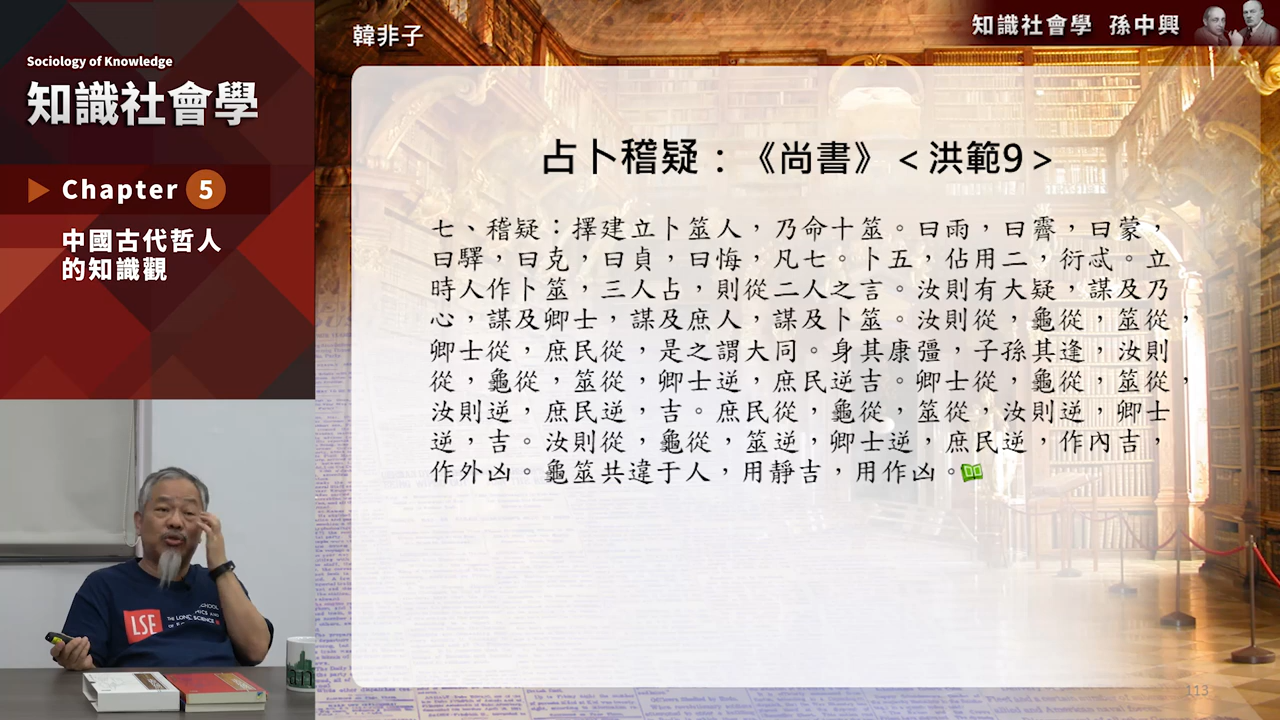 Sociology of Knowledge
知識社會學
Chapter 5
中國古代哲人
的知識觀
韓非子
知識社會學 孫中興
占卜稽疑：《尚書》＜洪範9＞
七、稽疑：擇建立卜筮人，乃命十筮。曰雨，曰霽，曰蒙，
曰驛，曰克，曰貞，曰悔，凡七。卜五，佔用二，衍忒。立
時人作卜筮，三人占，則從二人之言。汝則有大疑，謀及乃
心，謀及卿士，謀及庶人，謀及卜筮。汝則從，龜從，筮從，
卿士從，庶民從，是之謂大同。身其康彊，子孫其逢，汝則
從，龜從，筮從，卿士逆，庶民逆吉。卿士從，龜從，筮從，
汝則逆，庶民逆，吉。庶民從，龜從，筮從，汝則逆，卿士
逆，吉。汝則從，龜從，筮逆，卿士逆，庶民逆，作內吉，
作外凶。龜筮共違于人，用靜吉，用作凶。
LSE
113